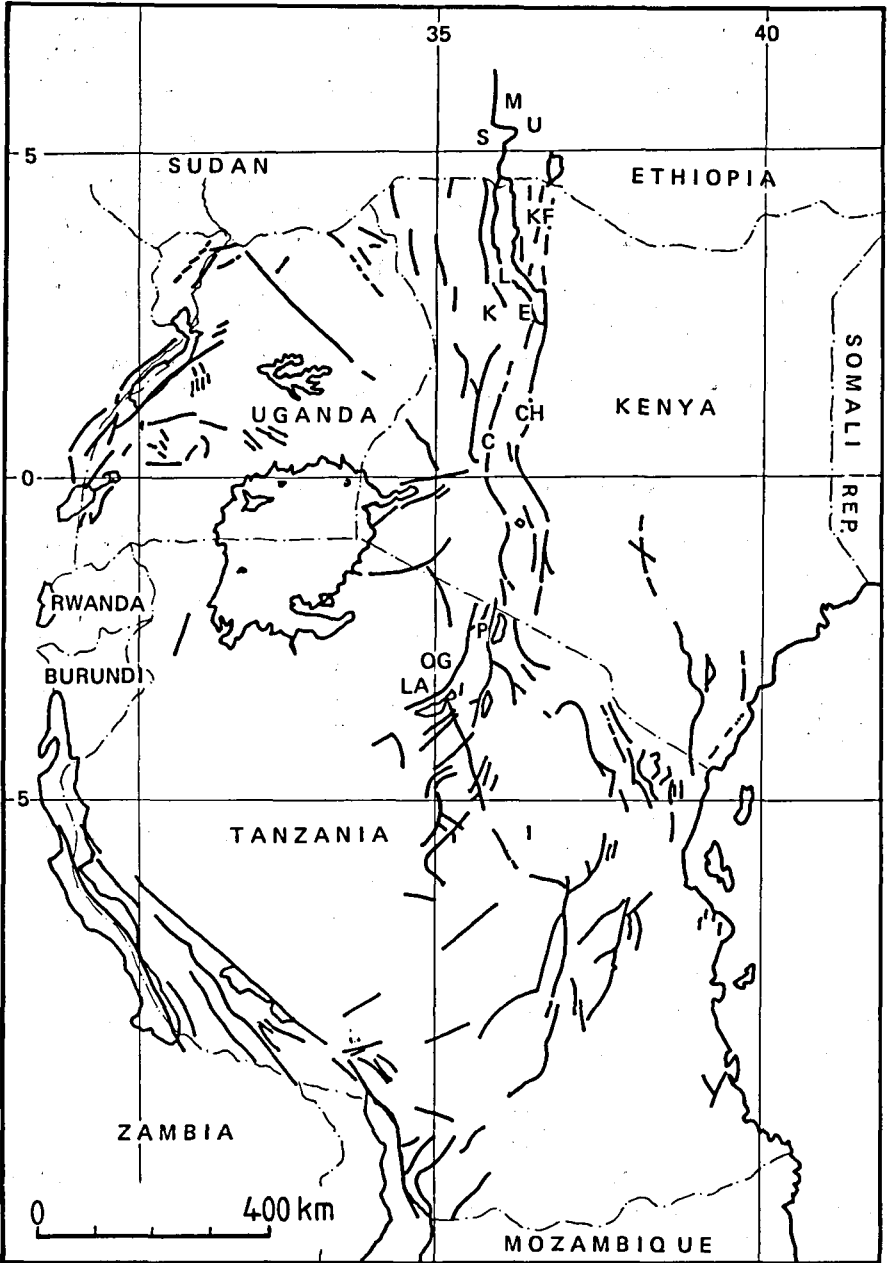 35 40
M
U
S
5
SUDAN
ETHIOPIA
KF
L
K E
SOMALI REP.
UGANDA
CH
KENYA
C
0
RWANDA
P
OG
BURUNDI
LA
5
TANZANIA
ZAMBIA
0 400 km
MOZAMBIQUE